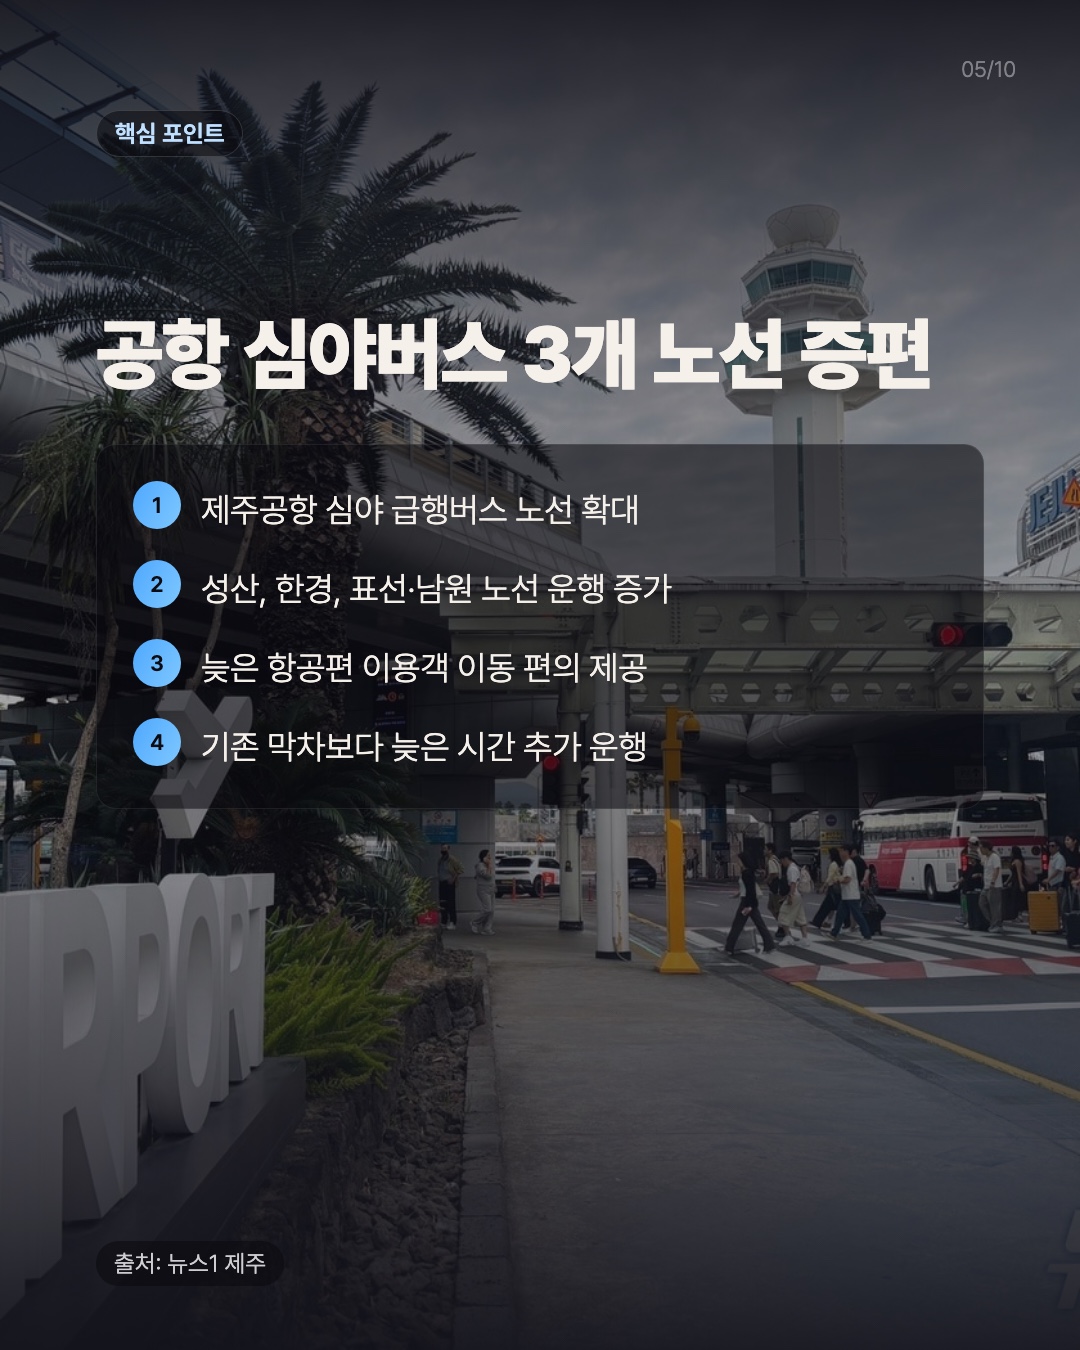 05/10
핵심 포인트
공항 심야버스 3개 노선 증편
1 제주공항 심야 급행버스 노선 확대
2 성산, 한경, 표선·남원 노선 운행 증가
3 늦은 항공편 이용객 이동 편의 제공
4 기존 막차보다 늦은 시간 추가 운행
JEJ
RPORT
출처: 뉴스1 제주